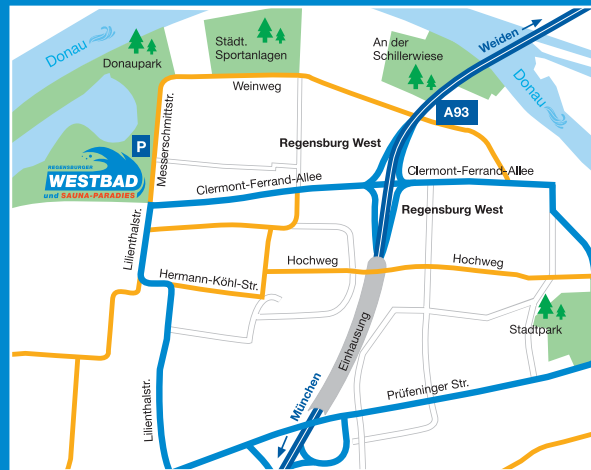 Donau
Donaupark
Städt.
Sportanlagen
An der
Schillerwiese
Weiden →
Donau
Weinweg
A93
P
Messerschmittstr.
Regensburg West
REGENSBURGER
WESTBAD
und SAUNA-PARADIES
Clermont-Ferrand-Allee
Clermont-Ferrand-Allee
Regensburg West
Lilienthalstr.
Hochweg
Hochweg
Hermann-Köhl-Str.
Einhausung
Stadtpark
Prüfeninger Str.
← München
Lilienthalstr.